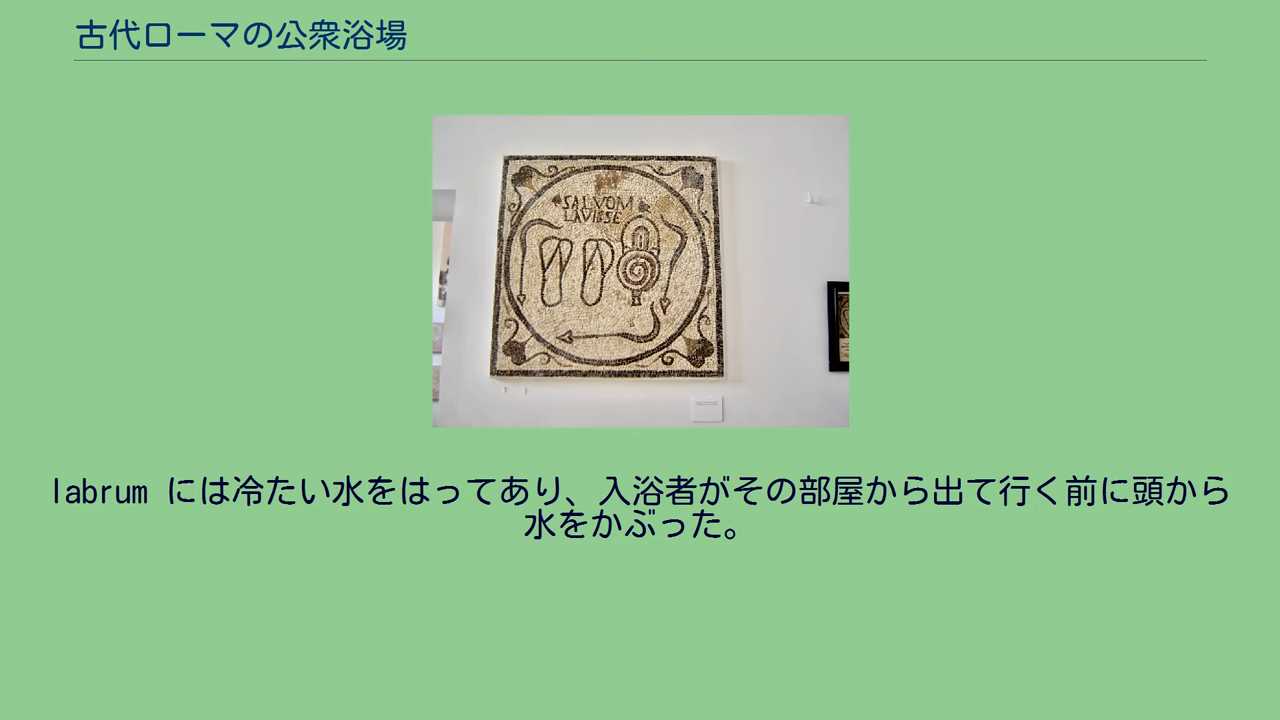 古代ローマの公衆浴場
SALVOM
LAVISSE
labrum には冷たい水をはってあり、入浴者がその部屋から出て行く前に頭から
水をかぶった。